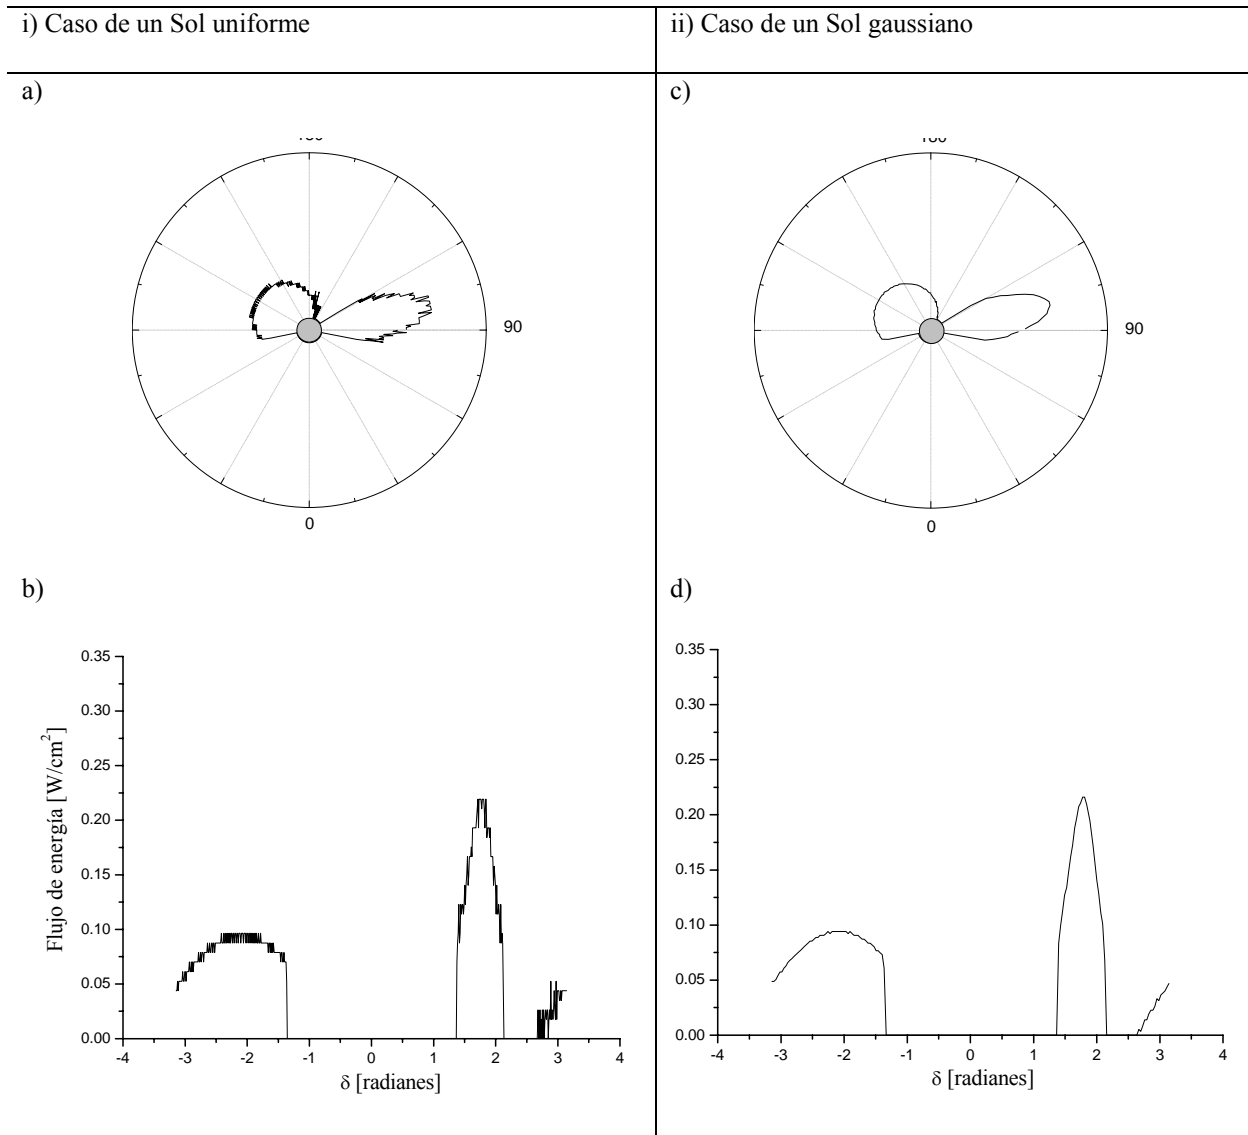 i) Caso de un Sol uniforme
ii) Caso de un Sol gaussiano
a)
90
0
c)
90
0
b)
Flujo de energía [W/cm²]
0.35
0.30
0.25
0.20
0.15
0.10
0.05
0.00
-4 -3 -2 -1 0 1 2 3 4
δ [radianes]
d)
0.35
0.30
0.25
0.20
0.15
0.10
0.05
0.00
-4 -3 -2 -1 0 1 2 3 4
δ [radianes]